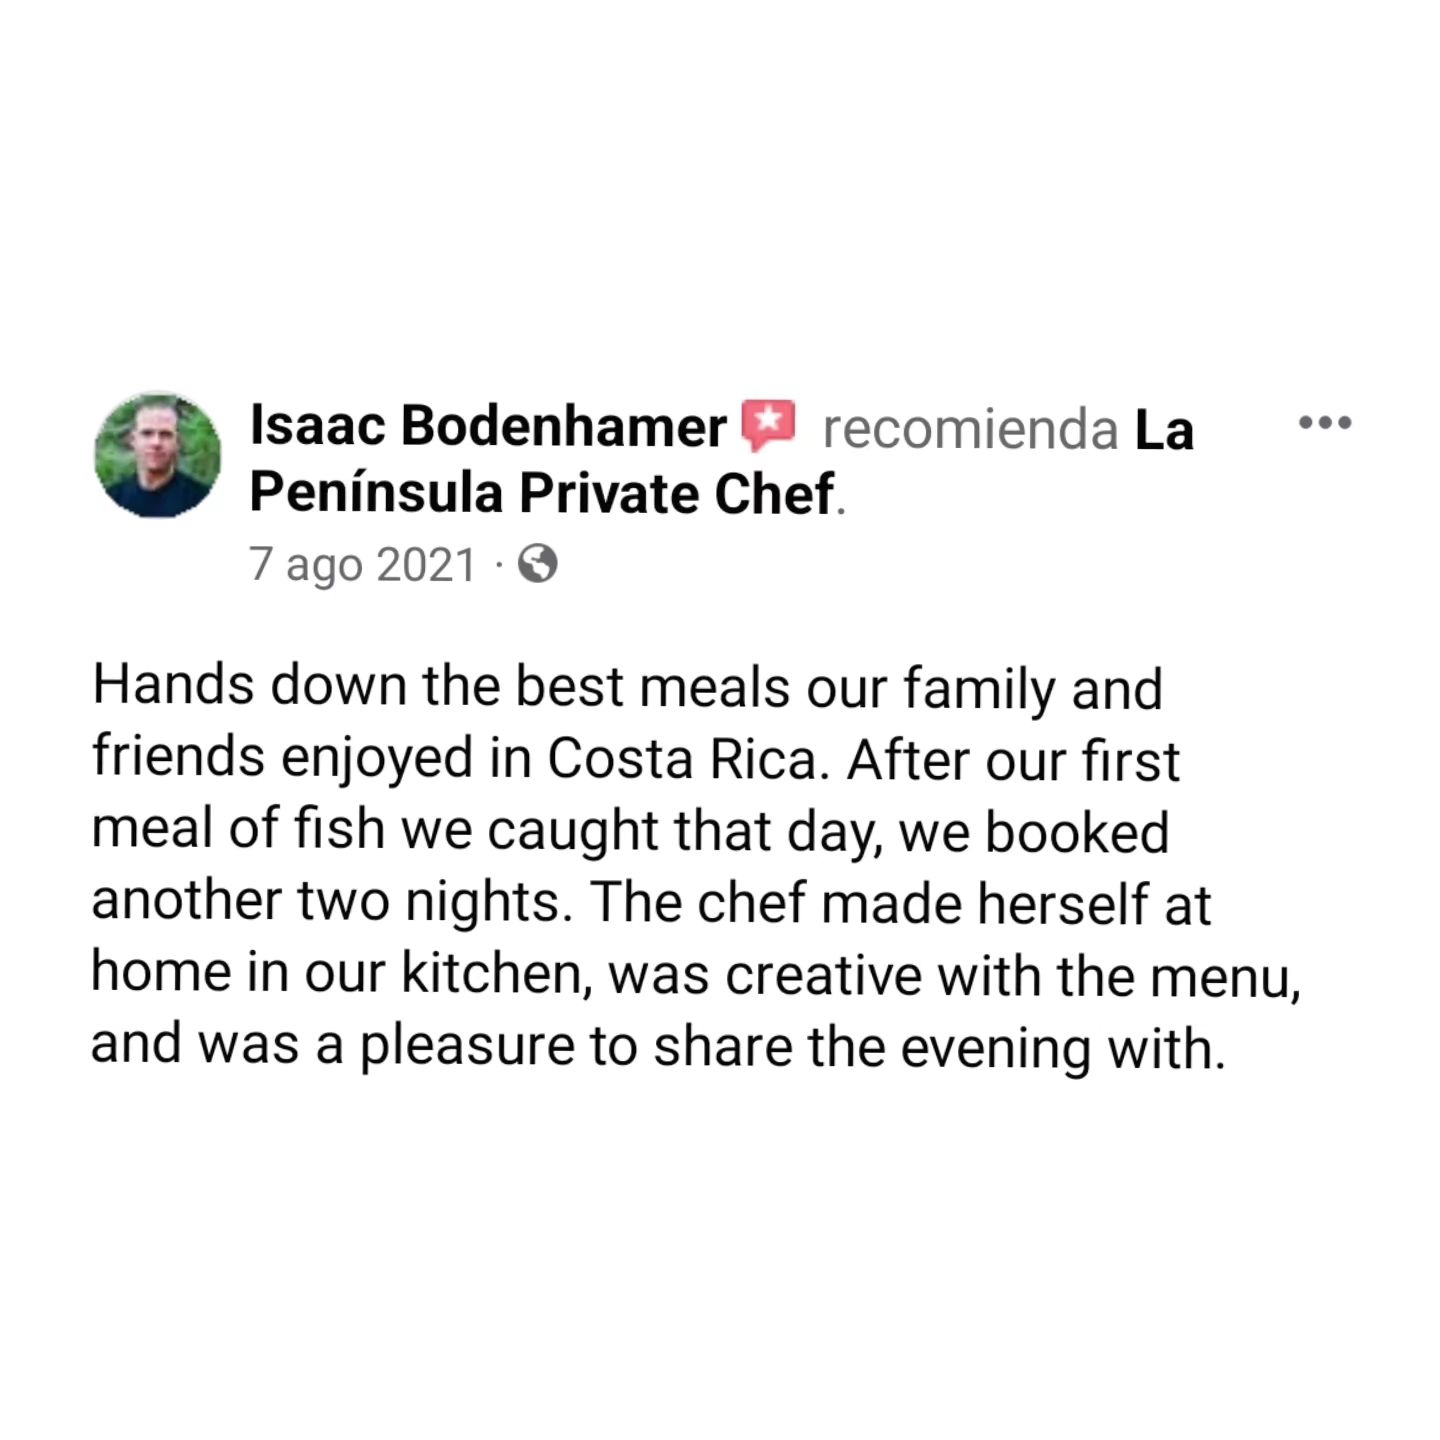 Isaac Bodenhamer recomienda La
Península Private Chef.
7 ago 2021 ·
Hands down the best meals our family and
friends enjoyed in Costa Rica. After our first
meal of fish we caught that day, we booked
another two nights. The chef made herself at
home in our kitchen, was creative with the menu,
and was a pleasure to share the evening with.